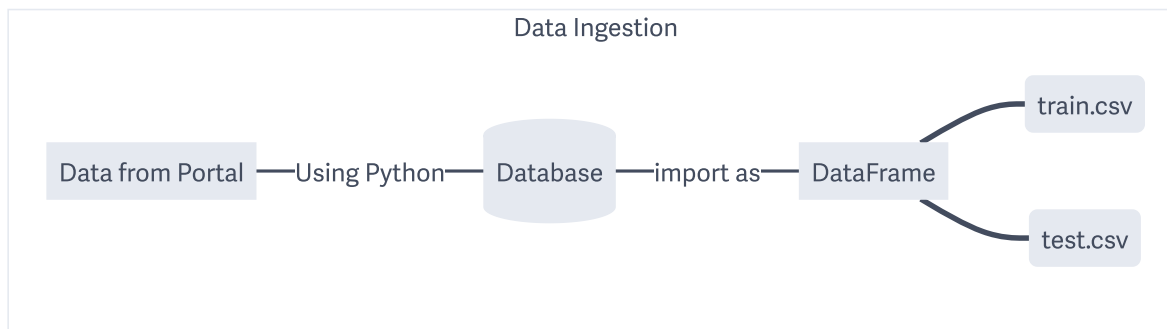 Data Ingestion
train.csv
Data from Portal
Using Python
Database
import as
DataFrame
test.csv